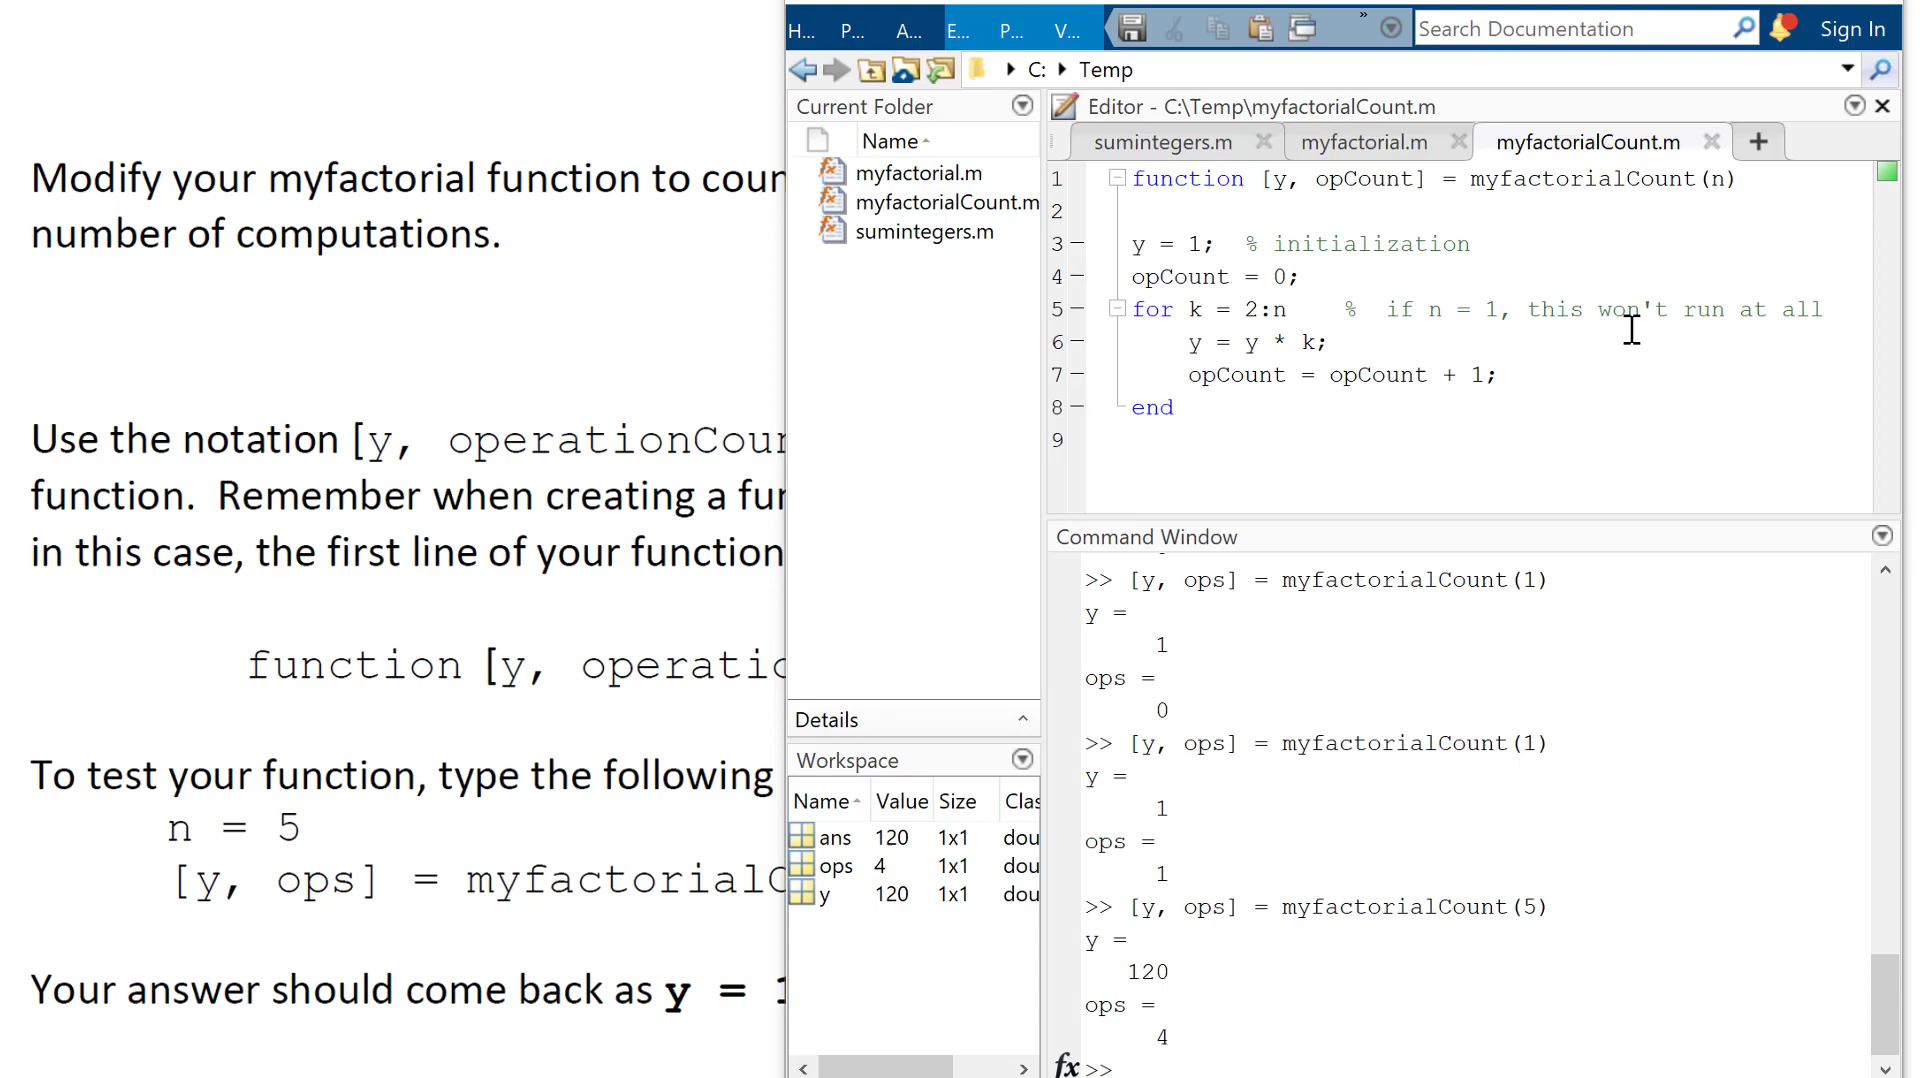 Modify your myfactorial function to coun
number of computations.
Use the notation [y, operationCoun
function. Remember when creating a fun
in this case, the first line of your function
function [y, operatio
To test your function, type the following
n = 5
[y, ops] = myfactorialC
Your answer should come back as y = 1
H... P... A... E... P... V... » Search Documentation Sign In
C: Temp
Current Folder
Name
myfactorial.m
myfactorialCount.m
sumintegers.m
Details
Workspace
Name Value Size Clas
ans 120 1x1 dou
ops 4 1x1 dou
y 120 1x1 dou
Editor - C:\Temp\myfactorialCount.m
sumintegers.m myfactorial.m myfactorialCount.m +
1 function [y, opCount] = myfactorialCount(n)
2
3 – y = 1; % initialization
4 – opCount = 0;
5 – for k = 2:n % if n = 1, this won't run at all
6 – y = y * k;
7 – opCount = opCount + 1;
8 – end
9
Command Window
>> [y, ops] = myfactorialCount(1)
y =
1
ops =
0
>> [y, ops] = myfactorialCount(1)
y =
1
ops =
1
>> [y, ops] = myfactorialCount(5)
y =
120
ops =
4
fx >>